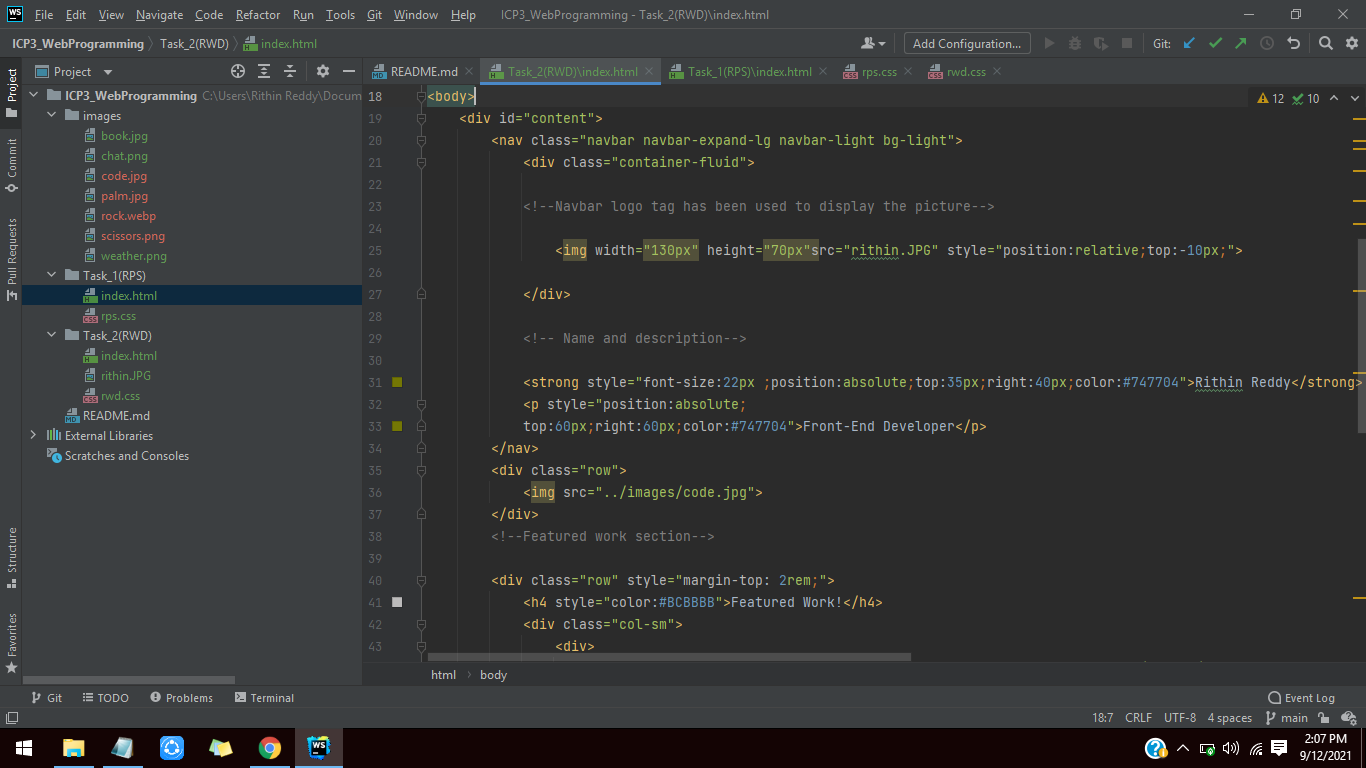 WS File Edit View Navigate Code Refactor Run Tools Git Window Help ICP3_WebProgramming - Task_2(RWD)\index.html
ICP3_WebProgramming Task_2(RWD) index.html Add Configuration... Git:
Project README.md Task_2(RWD)\index.html Task_1(RPS)\index.html rps.css rwd.css
Project
Commit
Pull Requests
Structure
Favorites
ICP3_WebProgramming C:\Users\Rithin Reddy\Docum
images
book.jpg
chat.png
code.jpg
palm.jpg
rock.webp
scissors.png
weather.png
Task_1(RPS)
index.html
rps.css
Task_2(RWD)
index.html
rithin.JPG
rwd.css
README.md
External Libraries
Scratches and Consoles
12 10
18 <body>
19 <div id="content">
20 <nav class="navbar navbar-expand-lg navbar-light bg-light">
21 <div class="container-fluid">
22
23 <!--Navbar logo tag has been used to display the picture-->
24
25 <img width="130px" height="70px"src="rithin.JPG" style="position:relative;top:-10px;">
26
27 </div>
28
29 <!-- Name and description-->
30
31 <strong style="font-size:22px ;position:absolute;top:35px;right:40px;color:#747704">Rithin Reddy</strong>
32 <p style="position:absolute;
33 top:60px;right:60px;color:#747704">Front-End Developer</p>
34 </nav>
35 <div class="row">
36 <img src="../images/code.jpg">
37 </div>
38 <!--Featured work section-->
39
40 <div class="row" style="margin-top: 2rem;">
41 <h4 style="color:#BCBBBB">Featured Work!</h4>
42 <div class="col-sm">
43 <div>
html body
Git TODO Problems Terminal Event Log
18:7 CRLF UTF-8 4 spaces main
WS
2:07 PM
9/12/2021